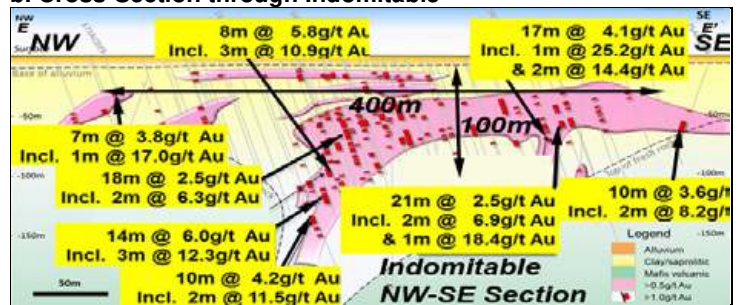 b. Cross Section through Indomitable
NW
E
NW
8m @ 5.8g/t Au
Incl. 3m @ 10.9g/t Au
17m @ 4.1g/t Au
Incl. 1m @ 25.2g/t Au
& 2m @ 14.4g/t Au
SE
E'
SE
Base of alluvium
400m
100m
-50m
-50m
7m @ 3.8g/t Au
Incl. 1m @ 17.0g/t Au
18m @ 2.5g/t Au
Incl. 2m @ 6.3g/t Au
-100m
-100m
14m @ 6.0g/t Au
Incl. 3m @ 12.3g/t Au
10m @ 4.2g/t Au
Incl. 2m @ 11.5g/t Au
-150m
-150m
21m @ 2.5g/t Au
Incl. 2m @ 6.9g/t Au
& 1m @ 18.4g/t Au
10m @ 3.6g/t
Incl. 2m @ 8.2g/t
Legend
Alluvium
Clay/saprolitic
Mafic volcanic
>0.5g/t Au
>1.0g/t Au
50m
Indomitable
NW-SE Section